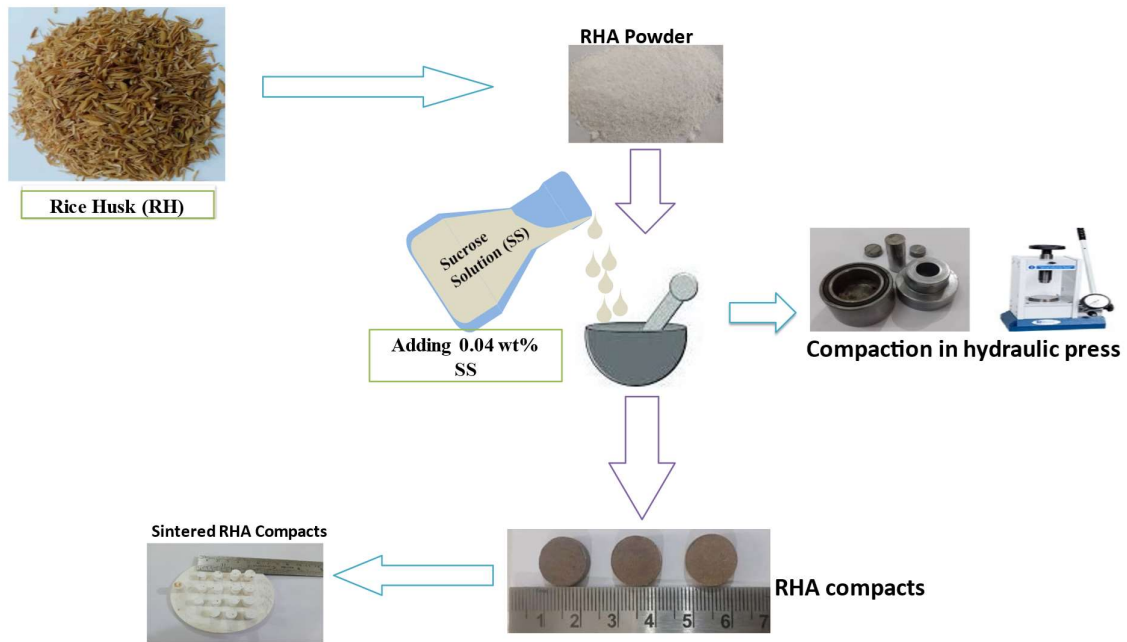 RHA Powder
Rice Husk (RH)
Sucrose
Solution (SS)
Adding 0.04 wt%
SS
Compaction in hydraulic press
Sintered RHA Compacts
RHA compacts
1 2 3 4 5 6 7